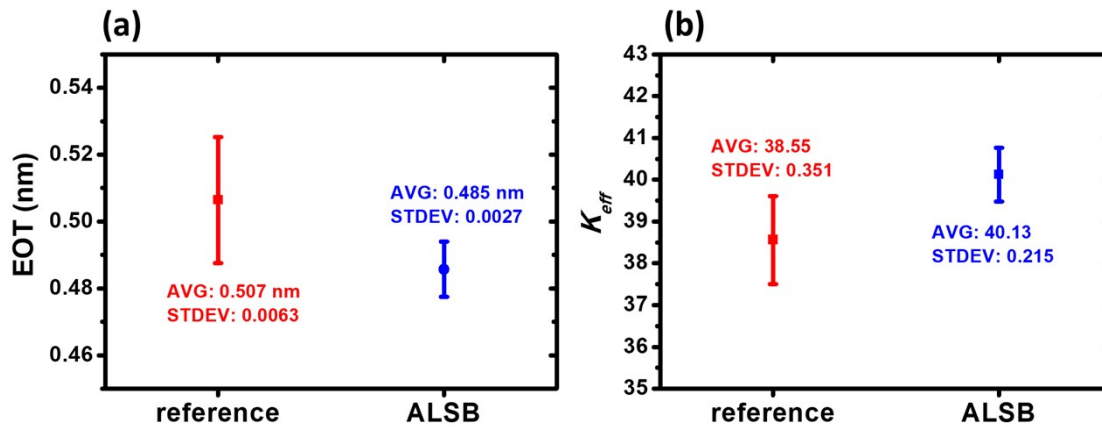 (a)
EOT (nm)
0.54
0.52
0.50
0.48
0.46
AVG: 0.507 nm
STDEV: 0.0063
AVG: 0.485 nm
STDEV: 0.0027
reference
ALSB
(b)
K_eff
43
42
41
40
39
38
37
36
35
AVG: 38.55
STDEV: 0.351
AVG: 40.13
STDEV: 0.215
reference
ALSB